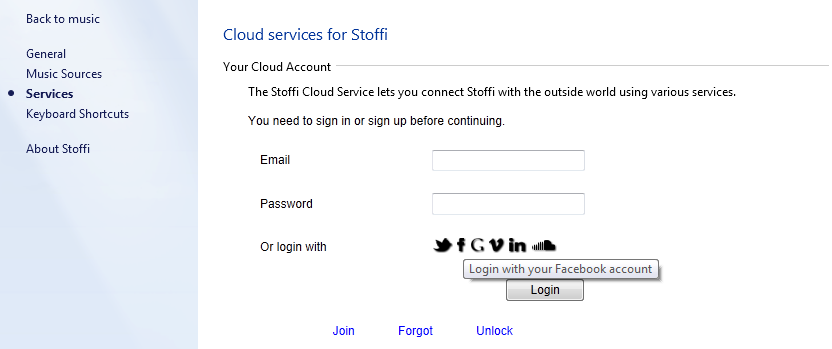 Back to music
General
Music Sources
Services
Keyboard Shortcuts
About Stoffi
Cloud services for Stoffi
Your Cloud Account
The Stoffi Cloud Service lets you connect Stoffi with the outside world using various services.
You need to sign in or sign up before continuing.
Email
Password
Or login with
Login with your Facebook account
Login
Join Forgot Unlock